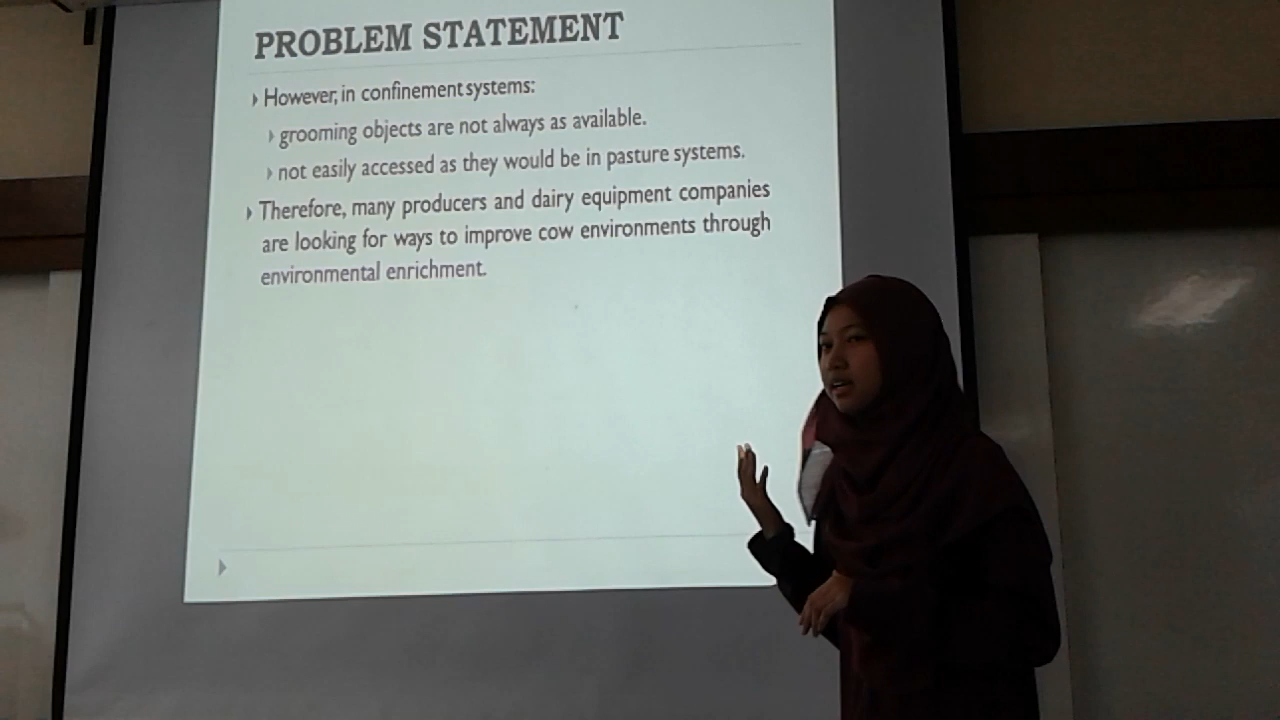 PROBLEM STATEMENT
However, in confinement systems:
grooming objects are not always as available.
not easily accessed as they would be in pasture systems.
Therefore, many producers and dairy equipment companies
are looking for ways to improve cow environments through
environmental enrichment.